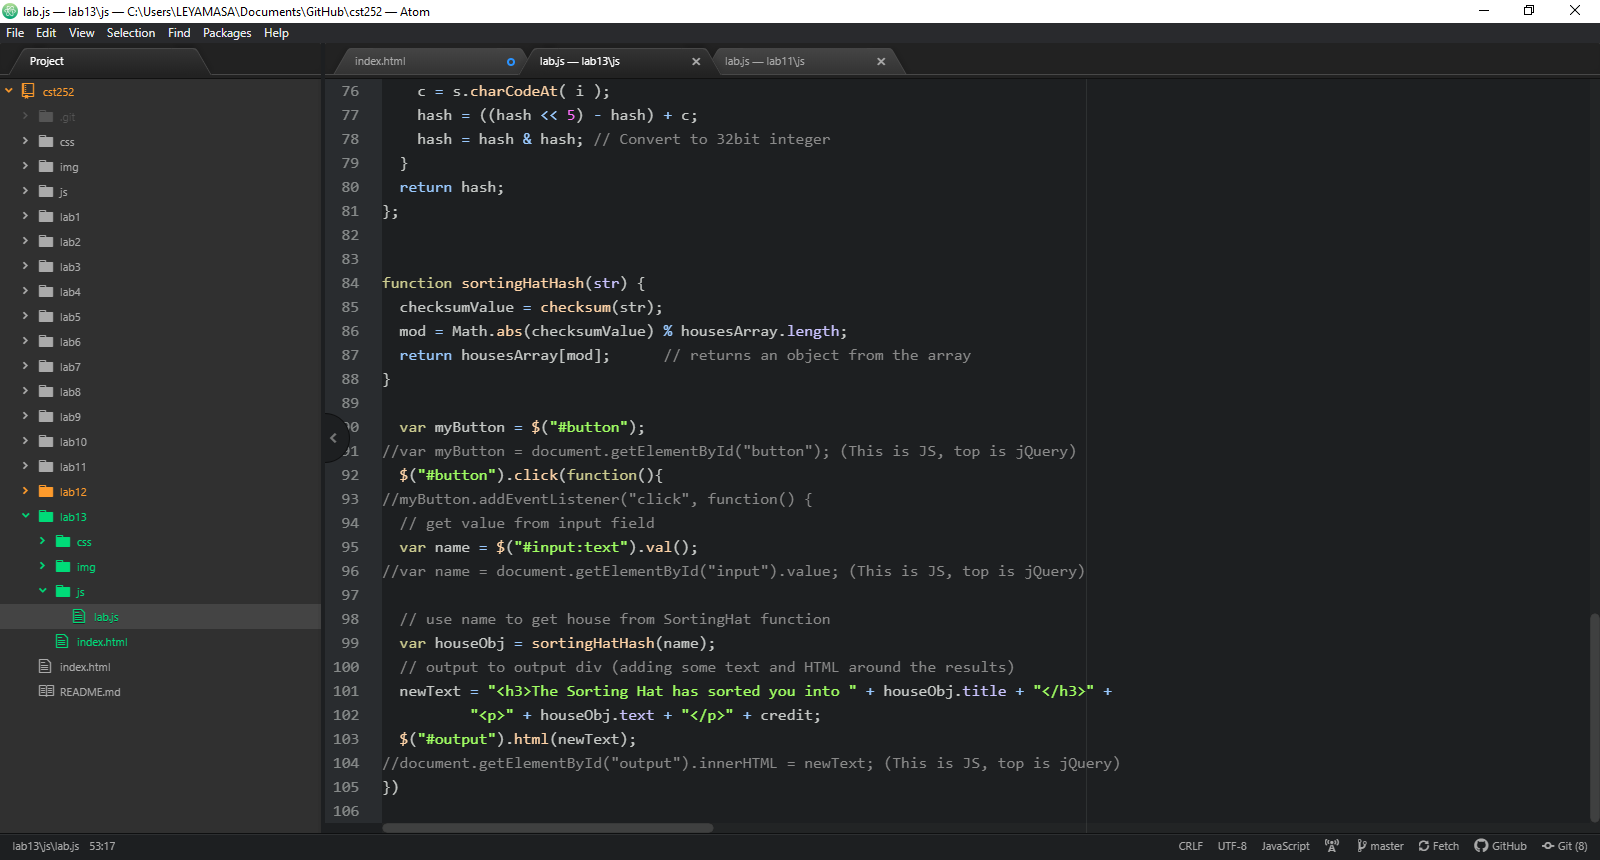 lab.js — lab13\js — C:\Users\LEYAMASA\Documents\GitHub\cst252 — Atom
File Edit View Selection Find Packages Help
Project
index.html
lab.js — lab13\js
lab.js — lab11\js
cst252
.git
css
img
js
lab1
lab2
lab3
lab4
lab5
lab6
lab7
lab8
lab9
lab10
lab11
lab12
lab13
css
img
js
lab.js
index.html
index.html
README.md
76 c = s.charCodeAt( i );
77 hash = ((hash << 5) - hash) + c;
78 hash = hash & hash; // Convert to 32bit integer
79 }
80 return hash;
81 };
82
83
84 function sortingHatHash(str) {
85 checksumValue = checksum(str);
86 mod = Math.abs(checksumValue) % housesArray.length;
87 return housesArray[mod]; // returns an object from the array
88 }
89
90 var myButton = $("#button");
91 //var myButton = document.getElementById("button"); (This is JS, top is jQuery)
92 $("#button").click(function(){
93 //myButton.addEventListener("click", function() {
94 // get value from input field
95 var name = $("#input:text").val();
96 //var name = document.getElementById("input").value; (This is JS, top is jQuery)
97
98 // use name to get house from SortingHat function
99 var houseObj = sortingHatHash(name);
100 // output to output div (adding some text and HTML around the results)
101 newText = "<h3>The Sorting Hat has sorted you into " + houseObj.title + "</h3>" +
102 "<p>" + houseObj.text + "</p>" + credit;
103 $("#output").html(newText);
104 //document.getElementById("output").innerHTML = newText; (This is JS, top is jQuery)
105 })
106
lab13\js\lab.js 53:17
CRLF UTF-8 JavaScript master Fetch GitHub Git (8)